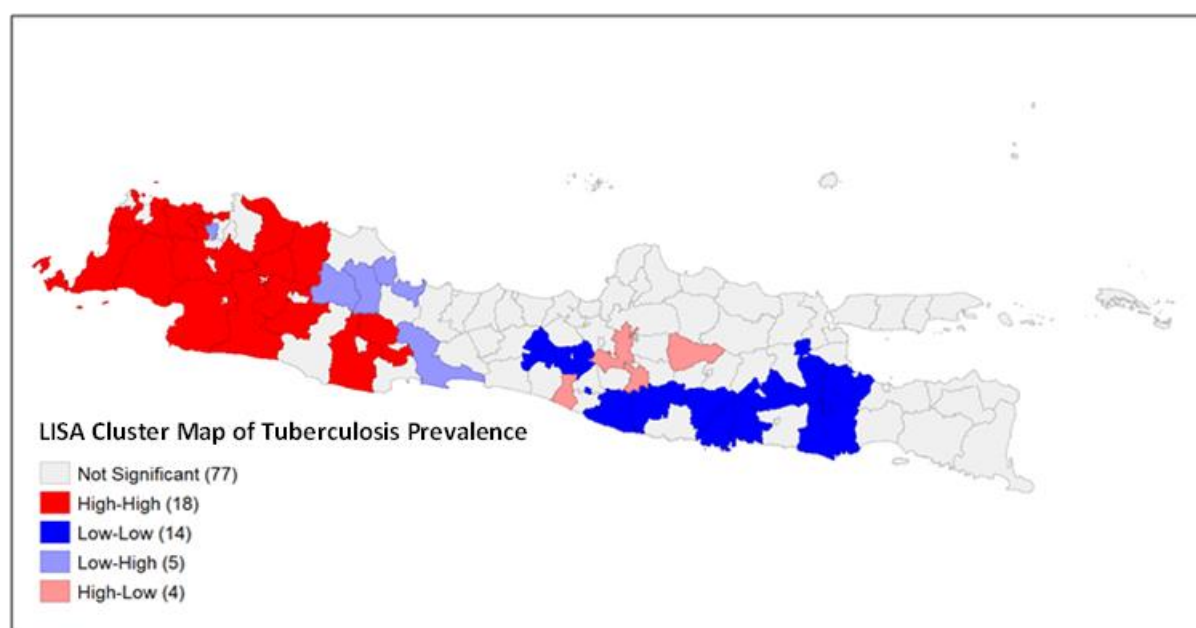 LISA Cluster Map of Tuberculosis Prevalence
Not Significant (77)
High-High (18)
Low-Low (14)
Low-High (5)
High-Low (4)